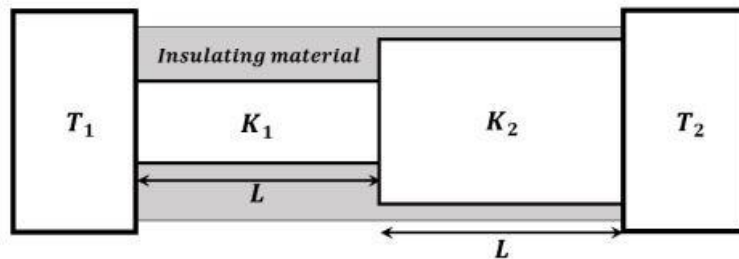 Insulating material
T₁
K₁
K₂
T₂
L
L